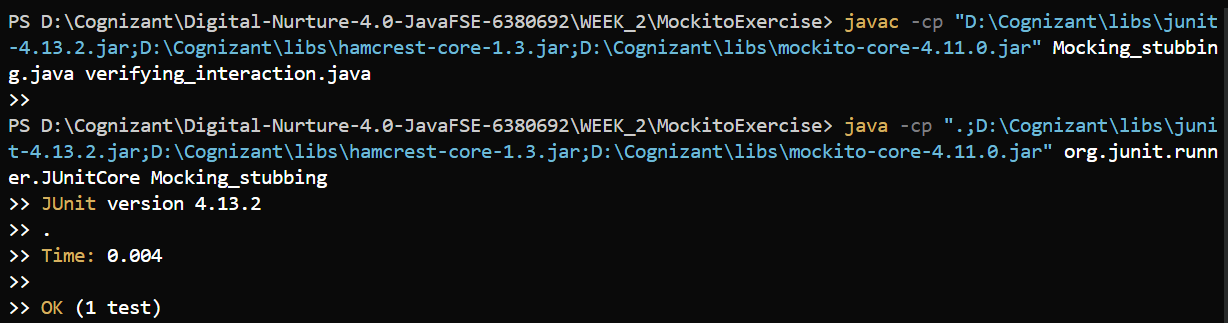 PS D:\Cognizant\Digital-Nurture-4.0-JavaFSE-6380692\WEEK_2\MockitoExercise> javac -cp "D:\Cognizant\libs\junit
-4.13.2.jar;D:\Cognizant\libs\hamcrest-core-1.3.jar;D:\Cognizant\libs\mockito-core-4.11.0.jar" Mocking_stubbin
g.java verifying_interaction.java
>>
PS D:\Cognizant\Digital-Nurture-4.0-JavaFSE-6380692\WEEK_2\MockitoExercise> java -cp ".;D:\Cognizant\libs\juni
t-4.13.2.jar;D:\Cognizant\libs\hamcrest-core-1.3.jar;D:\Cognizant\libs\mockito-core-4.11.0.jar" org.junit.runn
er.JUnitCore Mocking_stubbing
>> JUnit version 4.13.2
>> .
>> Time: 0.004
>>
>> OK (1 test)